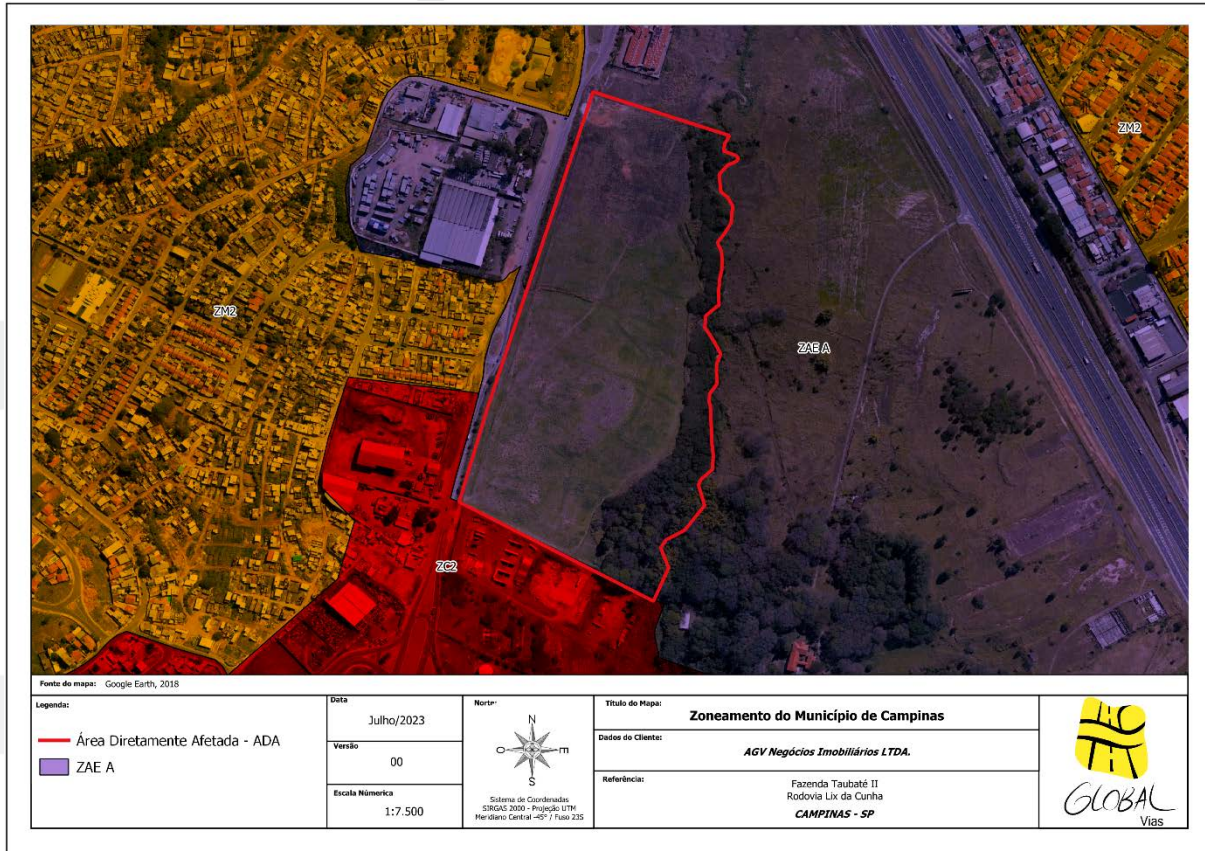 ZM2
ZM2
ZAE A
ZC2
Fonte do mapa: Google Earth, 2018
Legenda:
Área Diretamente Afetada - ADA
ZAE A
Data
Julho/2023
Versão
00
Escala Númerica
1:7.500
Norte:
N
O
E
S
Sistema de Coordenadas
SIRGAS 2000 - Projeção UTM
Meridiano Central -45° / Fuso 23S
Título do Mapa:
Zoneamento do Município de Campinas
Dados do Cliente:
AGV Negócios Imobiliários LTDA.
Referência:
Fazenda Taubaté II
Rodovia Lix da Cunha
CAMPINAS - SP
GLOBAL
Vias